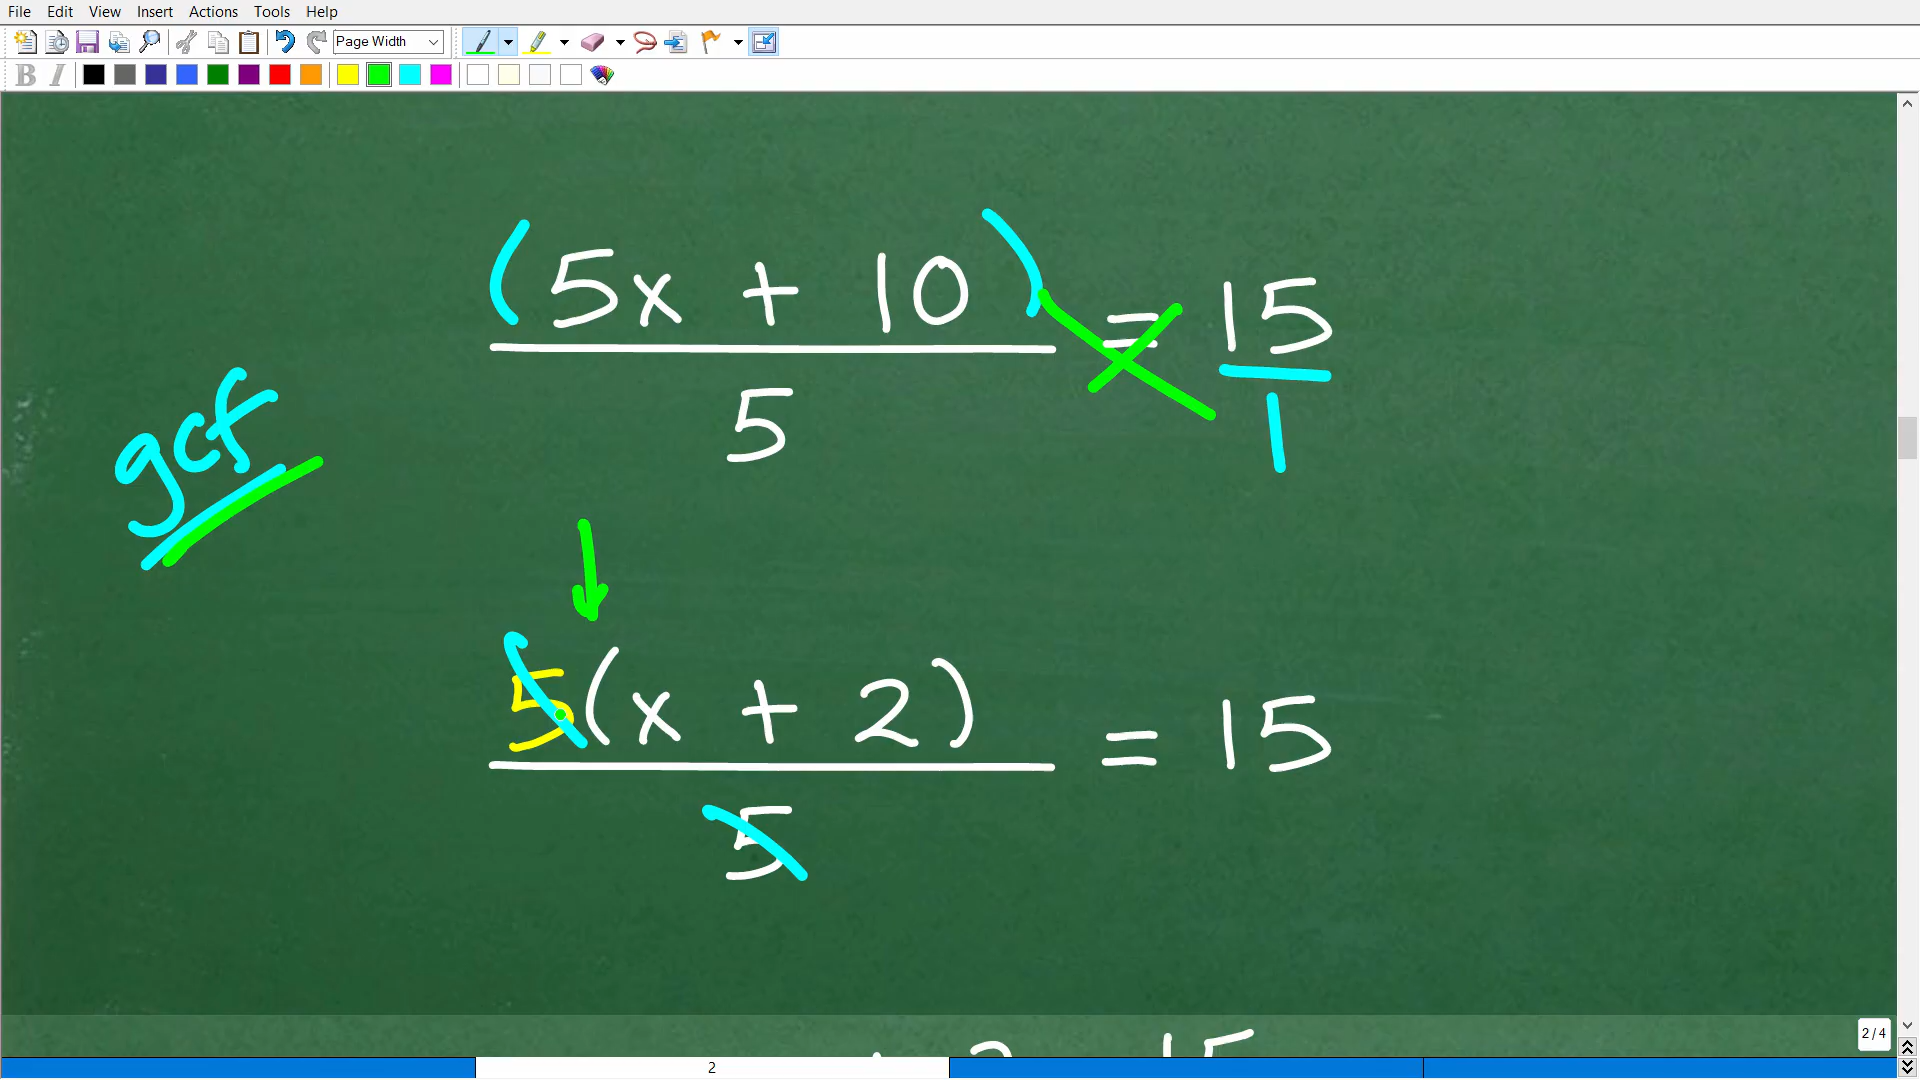 File Edit View Insert Actions Tools Help
Page Width
B I
(5x + 10) = 15
5 1
gcf
5(x + 2) = 15
5
2 / 4
2